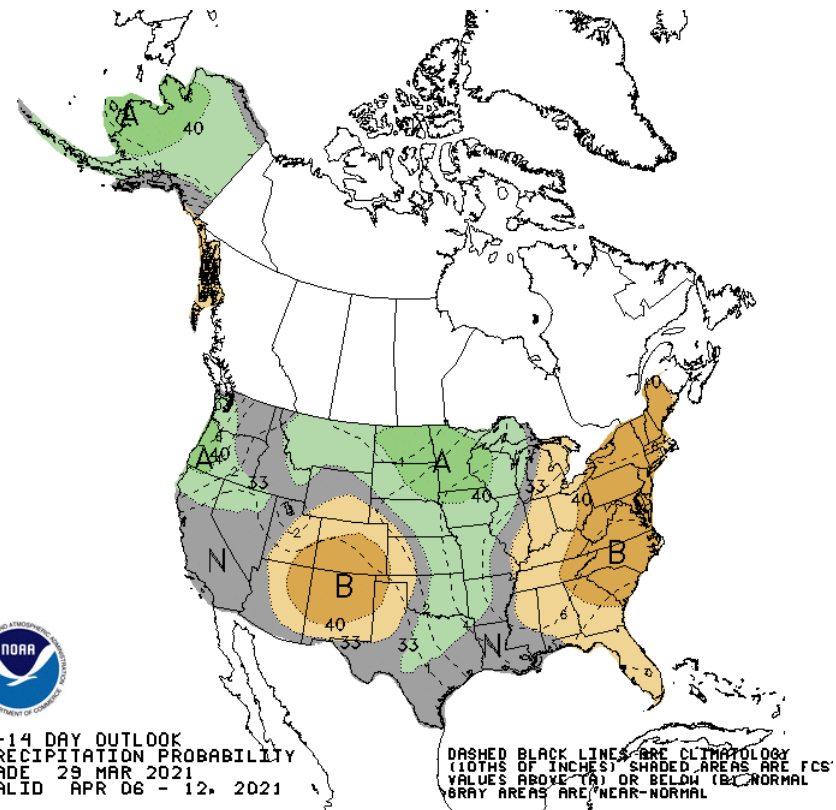 A
40
A
40
33
A
40
33
40
N
2
B
40
33
33
B
6
N
NOAA
-14 DAY OUTLOOK
RECIPITATION PROBABILITY
ADE 29 MAR 2021
ALID APR 06 - 12, 2021
DASHED BLACK LINES ARE CLIMATOLOGY
(10THS OF INCHES) SHADED AREAS ARE FCST
VALUES ABOVE (A) OR BELOW (B) NORMAL
GRAY AREAS ARE NEAR-NORMAL